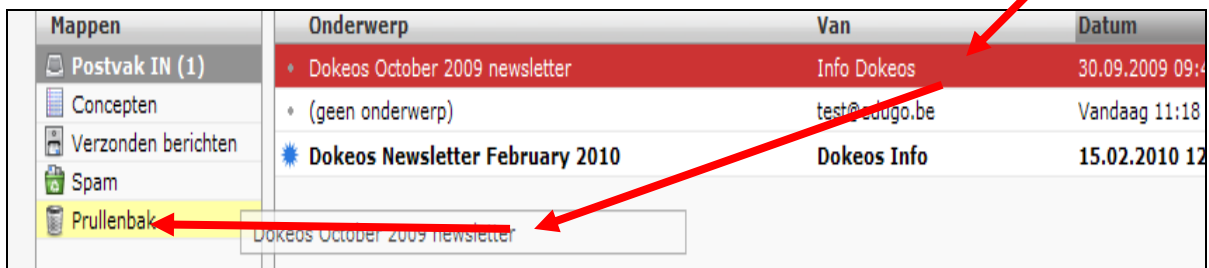 Mappen Onderwerp Van Datum
Postvak IN (1) Dokeos October 2009 newsletter Info Dokeos 30.09.2009 09:4
Concepten (geen onderwerp) test@edugo.be Vandaag 11:18
Verzonden berichten Dokeos Newsletter February 2010 Dokeos Info 15.02.2010 12
Spam
Prullenbak
Dokeos October 2009 newsletter